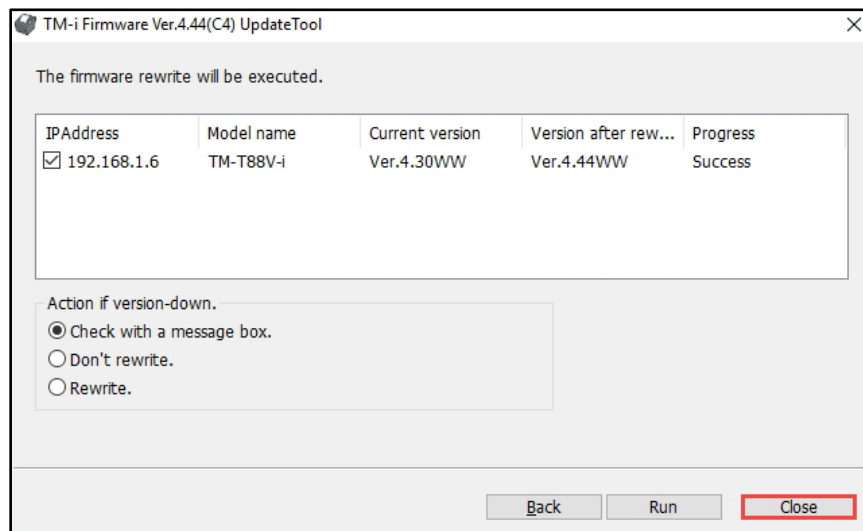 TM-i Firmware Ver.4.44(C4) UpdateTool
The firmware rewrite will be executed.
IPAddress Model name Current version Version after rew... Progress
192.168.1.6 TM-T88V-i Ver.4.30WW Ver.4.44WW Success
Action if version-down.
Check with a message box.
Don't rewrite.
Rewrite.
Back Run Close